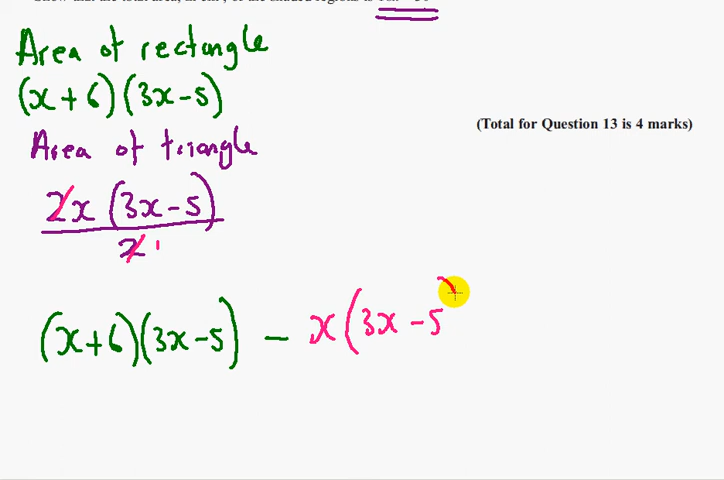 Area of rectangle
(x + 6)(3x - 5)
(Total for Question 13 is 4 marks)
Area of triangle
2x (3x - 5)
2 1
(x + 6)(3x - 5) - x(3x - 5)